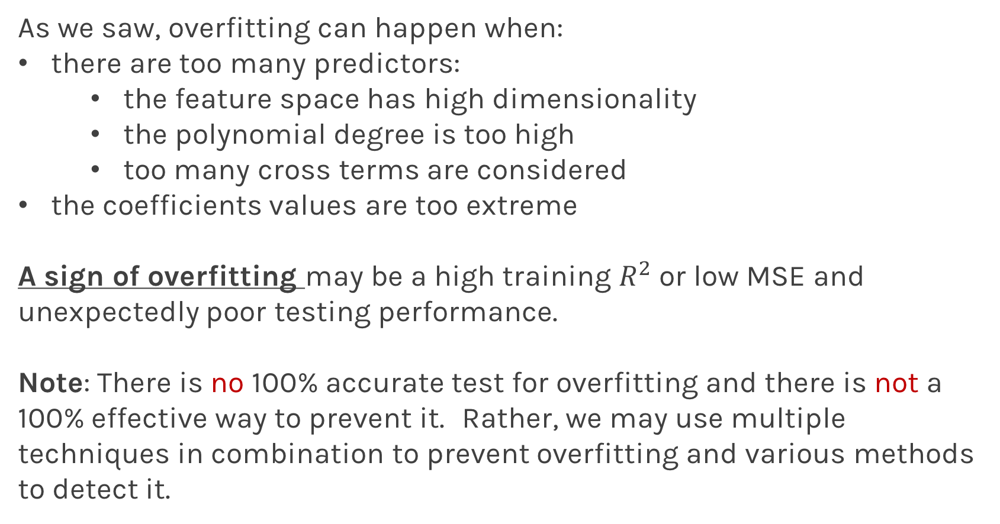 As we saw, overfitting can happen when:
• there are too many predictors:
• the feature space has high dimensionality
• the polynomial degree is too high
• too many cross terms are considered
• the coefficients values are too extreme
A sign of overfitting may be a high training R² or low MSE and
unexpectedly poor testing performance.
Note: There is no 100% accurate test for overfitting and there is not a
100% effective way to prevent it. Rather, we may use multiple
techniques in combination to prevent overfitting and various methods
to detect it.